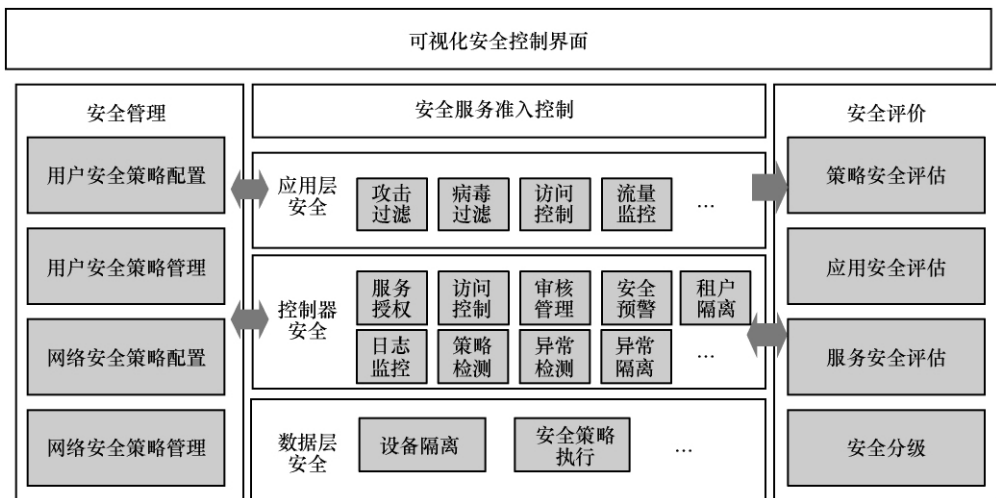 可视化安全控制界面
安全管理
用户安全策略配置
用户安全策略管理
网络安全策略配置
网络安全策略管理
安全服务准入控制
应用层
安全
攻击
过滤
病毒
过滤
访问
控制
流量
监控
…
控制器
安全
服务
授权
访问
控制
审核
管理
安全
预警
租户
隔离
日志
监控
策略
检测
异常
检测
异常
隔离
…
数据层
安全
设备隔离
安全策略
执行
…
安全评价
策略安全评估
应用安全评估
服务安全评估
安全分级